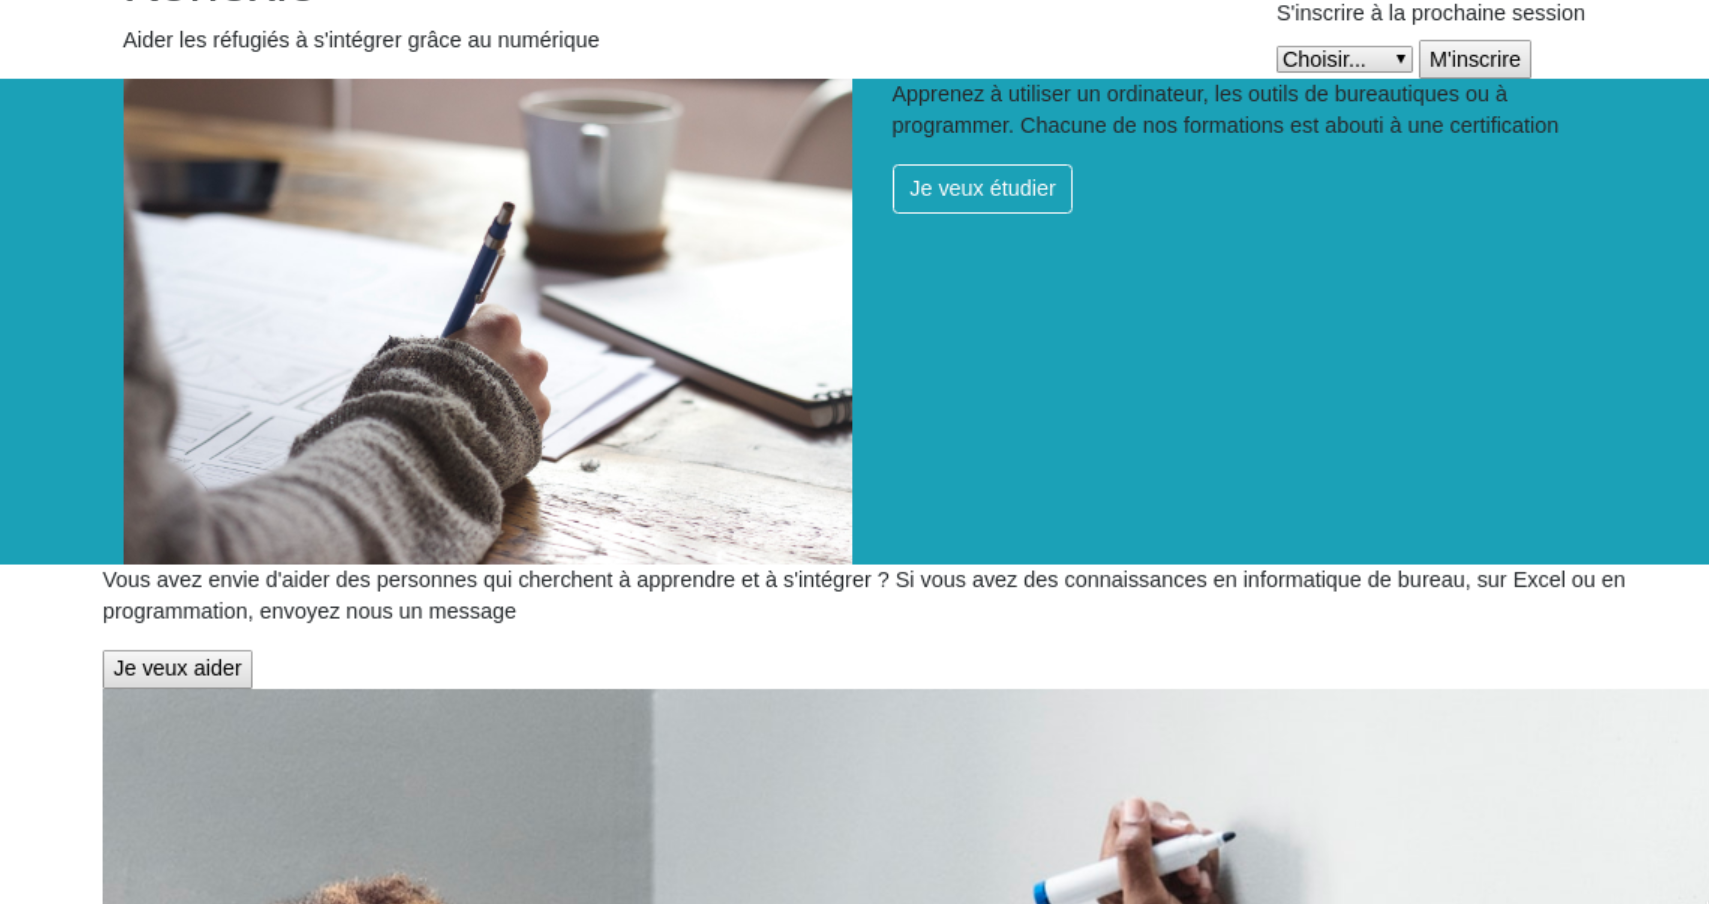 Aider les réfugiés à s'intégrer grâce au numérique
S'inscrire à la prochaine session
Choisir... M'inscrire
Apprenez à utiliser un ordinateur, les outils de bureautiques ou à
programmer. Chacune de nos formations est abouti à une certification
Je veux étudier
Vous avez envie d'aider des personnes qui cherchent à apprendre et à s'intégrer ? Si vous avez des connaissances en informatique de bureau, sur Excel ou en
programmation, envoyez nous un message
Je veux aider